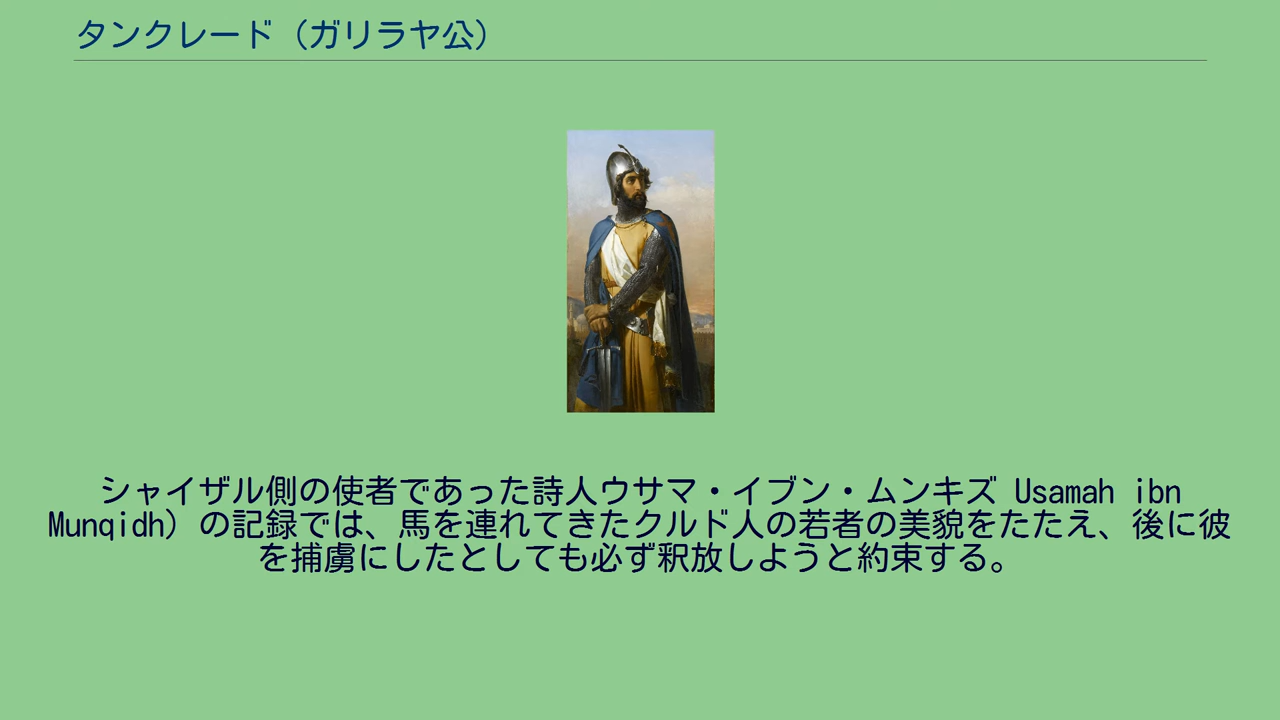 タンクレード（ガリラヤ公）
シャイザル側の使者であった詩人ウサマ・イブン・ムンキズ Usamah ibn
Munqidh）の記録では、馬を連れてきたクルド人の若者の美貌をたたえ、後に彼
を捕虜にしたとしても必ず釈放しようと約束する。